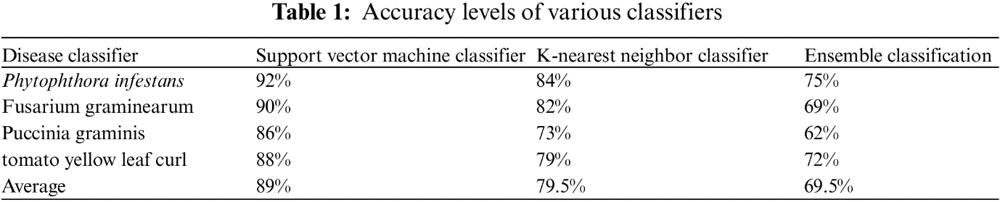 Table 1: Accuracy levels of various classifiers
Disease classifier Support vector machine classifier K-nearest neighbor classifier Ensemble classification
Phytophthora infestans 92% 84% 75%
Fusarium graminearum 90% 82% 69%
Puccinia graminis 86% 73% 62%
tomato yellow leaf curl 88% 79% 72%
Average 89% 79.5% 69.5%